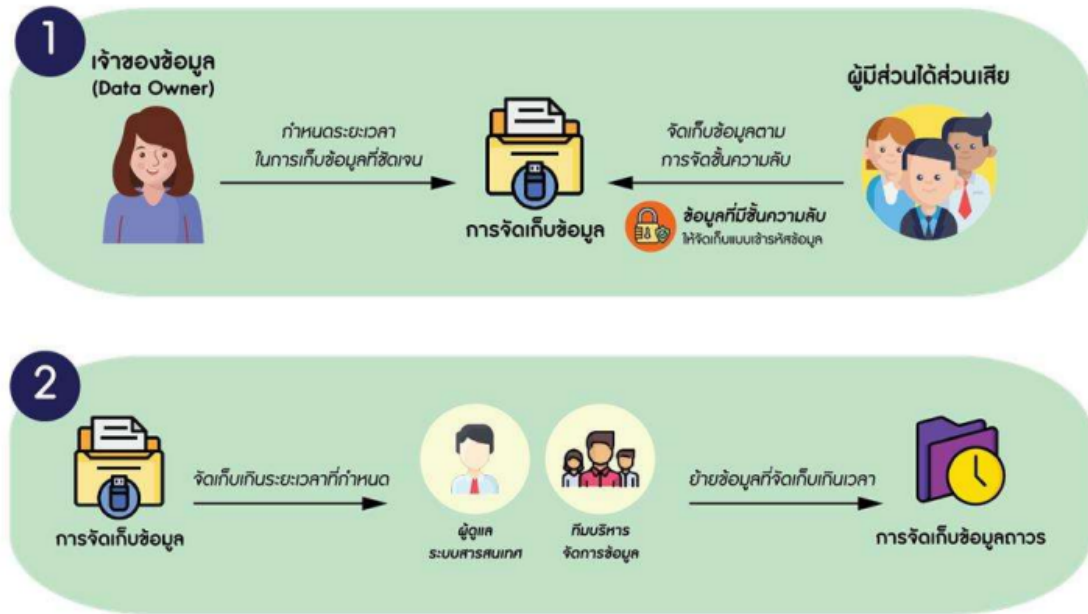 1
เจ้าของข้อมูล
(Data Owner)
กำหนดระยะเวลา
ในการเก็บข้อมูลที่ชัดเจน
การจัดเก็บข้อมูล
จัดเก็บข้อมูลตาม
การจัดชั้นความลับ
ข้อมูลที่มีชั้นความลับ
ให้จัดเก็บแบบเข้ารหัสข้อมูล
ผู้มีส่วนได้ส่วนเสีย
2
การจัดเก็บข้อมูล
จัดเก็บเกินระยะเวลาที่กำหนด
ผู้ดูแล
ระบบสารสนเทศ
ทีมบริหาร
จัดการข้อมูล
ย้ายข้อมูลที่จัดเก็บเกินเวลา
การจัดเก็บข้อมูลถาวร